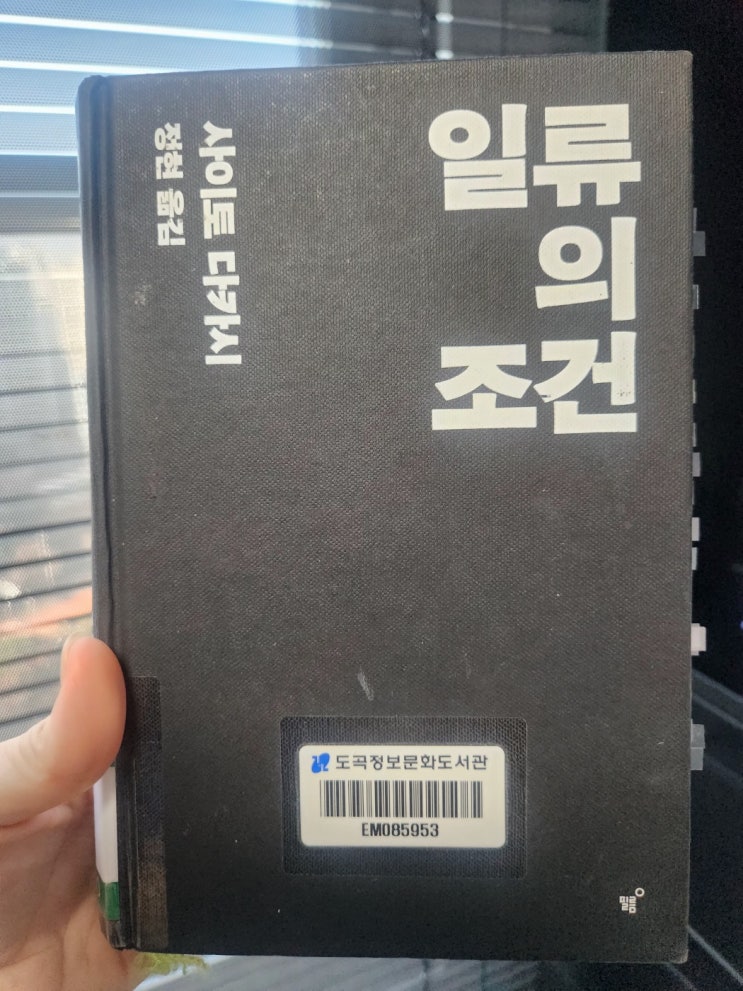 일류
의
조건
사이토 다카시
정현 옮김
도곡정보문화도서관
EM085953
필름